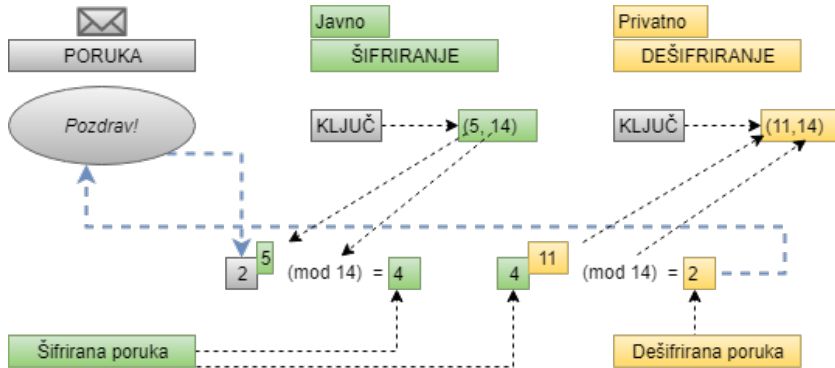 Javno
Privatno
PORUKA
ŠIFRIRANJE
DEŠIFRIRANJE
Pozdrav!
KLJUČ
(5, 14)
KLJUČ
(11,14)
2 5 (mod 14) = 4
4 11 (mod 14) = 2
Šifrirana poruka
Dešifrirana poruka